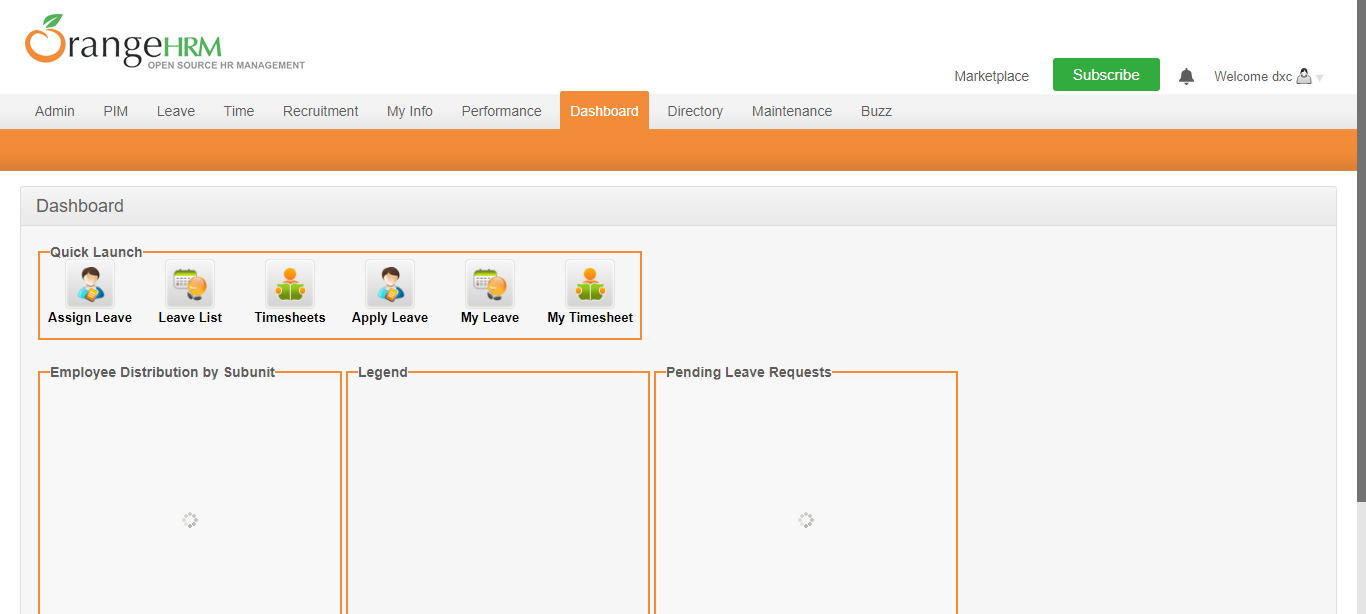 OrangeHRM
OPEN SOURCE HR MANAGEMENT
Marketplace
Subscribe
Welcome dxc
Admin PIM Leave Time Recruitment My Info Performance Dashboard Directory Maintenance Buzz
Dashboard
Quick Launch
Assign Leave Leave List Timesheets Apply Leave My Leave My Timesheet
Employee Distribution by Subunit Legend Pending Leave Requests